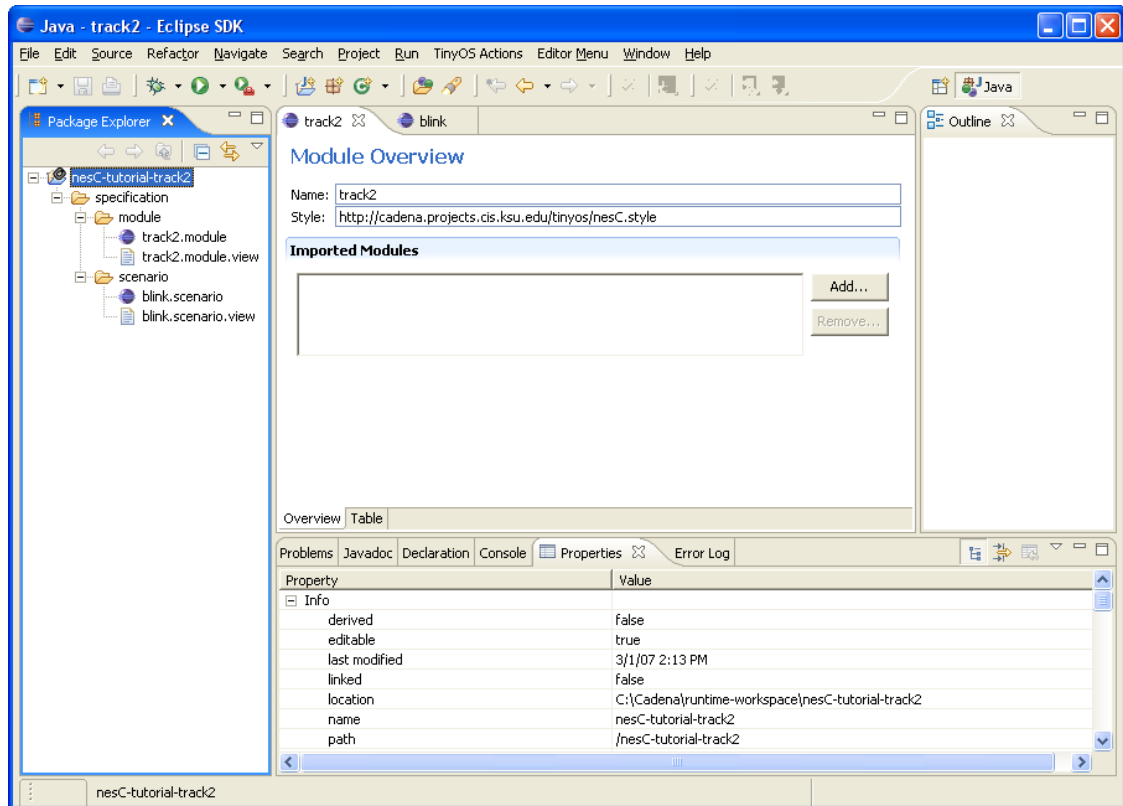 Java - track2 - Eclipse SDK
File Edit Source Refactor Navigate Search Project Run TinyOS Actions Editor Menu Window Help
Java
Package Explorer
nesC-tutorial-track2
specification
module
track2.module
track2.module.view
scenario
blink.scenario
blink.scenario.view
track2 blink
Module Overview
Name: track2
Style: http://cadena.projects.cis.ksu.edu/tinyos/nesC.style
Imported Modules
Add...
Remove...
Overview Table
Outline
Problems Javadoc Declaration Console Properties Error Log
Property Value
Info
derived false
editable true
last modified 3/1/07 2:13 PM
linked false
location C:\Cadena\runtime-workspace\nesC-tutorial-track2
name nesC-tutorial-track2
path /nesC-tutorial-track2
nesC-tutorial-track2